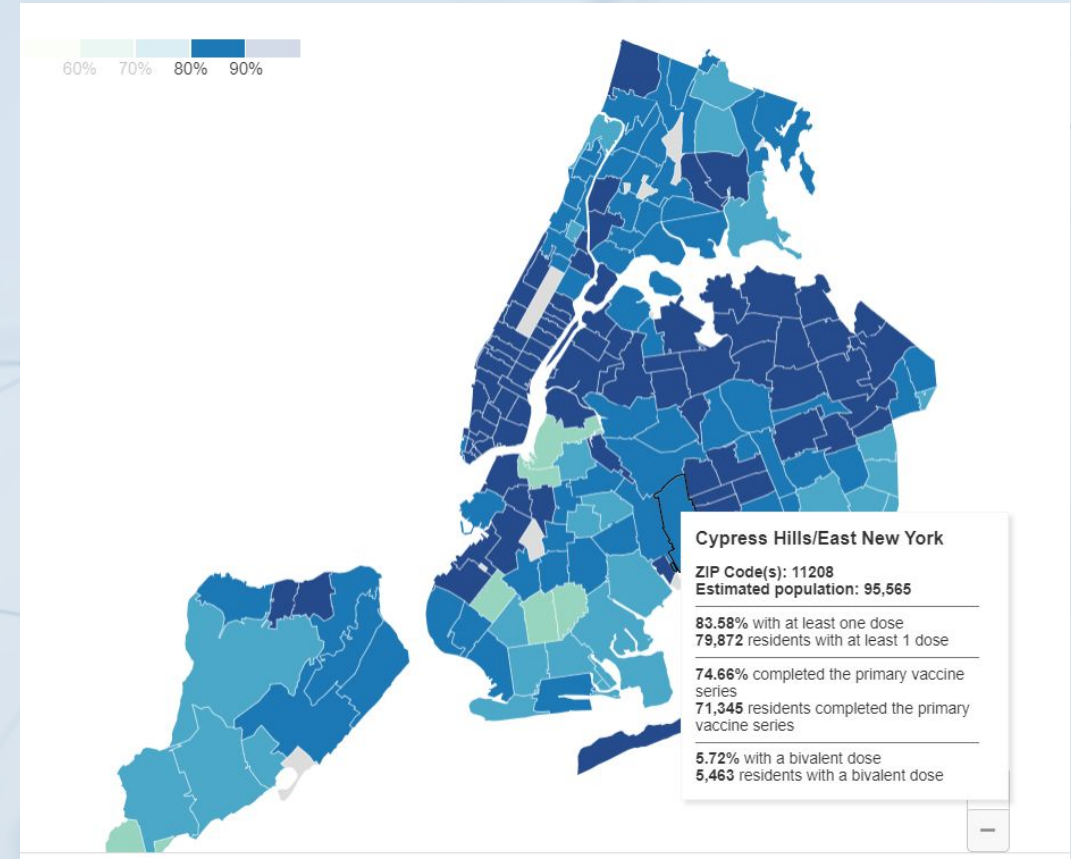 60% 70% 80% 90%
Cypress Hills/East New York
ZIP Code(s): 11208
Estimated population: 95,565
83.58% with at least one dose
79,872 residents with at least 1 dose
74.66% completed the primary vaccine
series
71,345 residents completed the primary
vaccine series
5.72% with a bivalent dose
5,463 residents with a bivalent dose
−